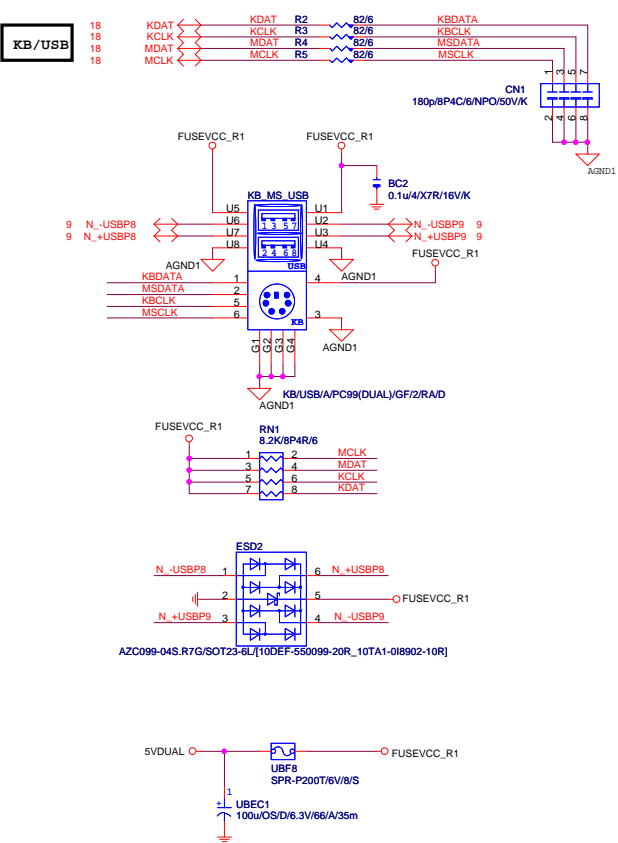 KB/USB
18 KDAT KDAT R2 82/6 KBDATA
18 KCLK KCLK R3 82/6 KBCLK
18 MDAT MDAT R4 82/6 MSDATA
18 MCLK MCLK R5 82/6 MSCLK
1 3 5 7
CN1
180p/8P4C/6/NPO/50V/K
2 4 6 8
AGND1
FUSEVCC_R1 FUSEVCC_R1
BC2
0.1u/4/X7R/16V/K
KB_MS_USB
U5 U1
9 N_-USBP8 U6 U2 N_-USBP9 9
9 N_+USBP8 U7 U3 N_+USBP9 9
U8 U4
1 3 5 7
2 4 6 8
USB
FUSEVCC_R1
AGND1 AGND1
KBDATA 1 4
MSDATA 2
KBCLK 5
MSCLK 6 3
KB
AGND1
G1 G2 G3 G4
KB/USB/A/PC99(DUAL)/GF/2/RA/D
AGND1
FUSEVCC_R1
RN1
8.2K/8P4R/6
1 2 MCLK
3 4 MDAT
5 6 KCLK
7 8 KDAT
ESD2
N_-USBP8 1 6 N_+USBP8
2 5 FUSEVCC_R1
N_+USBP9 3 4 N_-USBP9
AZC099-04S.R7G/SOT23-6L/[10DEF-550099-20R_10TA1-0I8902-10R]
5VDUAL FUSEVCC_R1
UBF8
SPR-P200T/6V/8/S
1
+
UBEC1
100u/OS/D/6.3V/66/A/35m